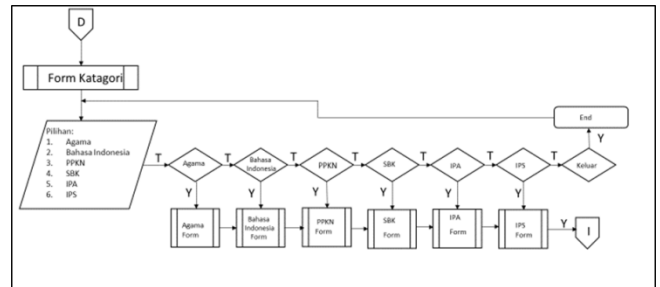 D
Form Katagori
Pilihan:
1. Agama
2. Bahasa Indonesia
3. PPKN
4. SBK
5. IPA
6. IPS
T
Agama
T
Bahasa
Indonesia
T
PPKN
T
SBK
T
IPA
T
IPS
T
Keluar
Y
End
Y
Y
Y
Y
Y
Y
Agama
Form
Bahasa
Indonesia
Form
PPKN
Form
SBK
Form
IPA
Form
IPS
Form
Y
I